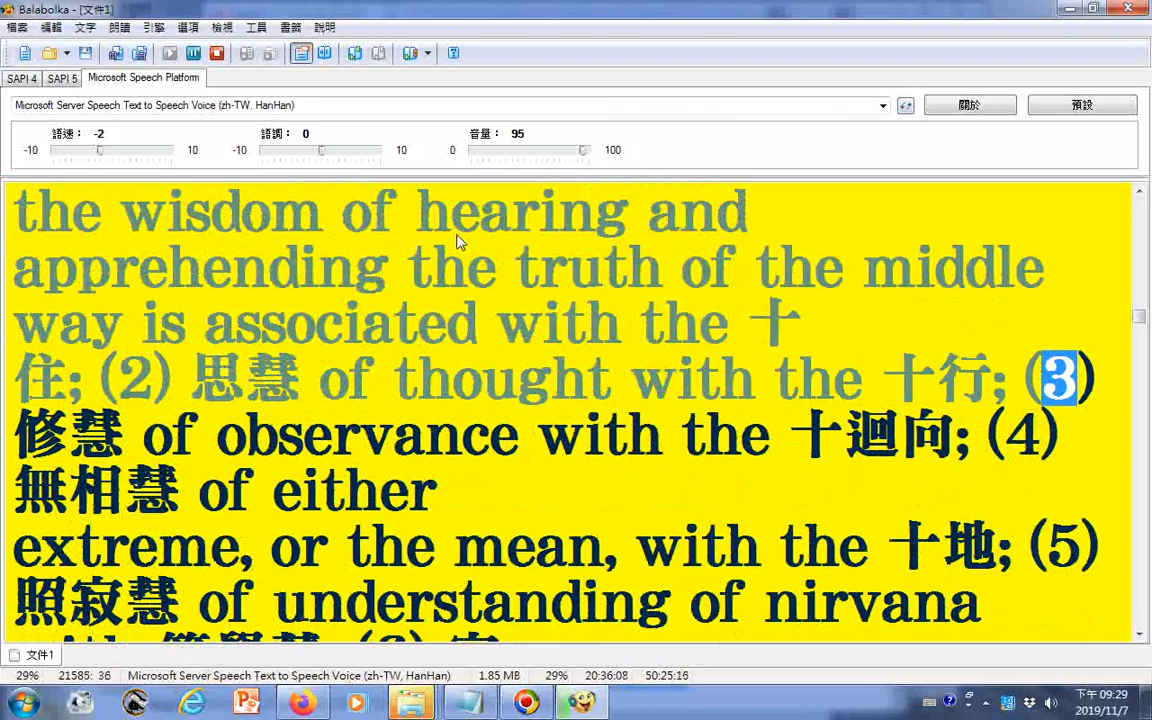 Balabolka - [文件1]
檔案 編輯 文字 朗讀 引擎 選項 檢視 工具 書籤 說明
SAPI 4 SAPI 5 Microsoft Speech Platform
Microsoft Server Speech Text to Speech Voice (zh-TW, HanHan) 關於 預設
語速： -2 語調： 0 音量： 95
-10 10 -10 10 0 100
the wisdom of hearing and
apprehending the truth of the middle
way is associated with the 十
住; (2) 思慧 of thought with the 十行; (3)
修慧 of observance with the 十迴向; (4)
無相慧 of either
extreme, or the mean, with the 十地; (5)
照寂慧 of understanding of nirvana
文件1
29% 21585: 36 Microsoft Server Speech Text to Speech Voice (zh-TW, HanHan) 1.85 MB 29% 20:36:08 50:25:16
下午 09:29
2019/11/7